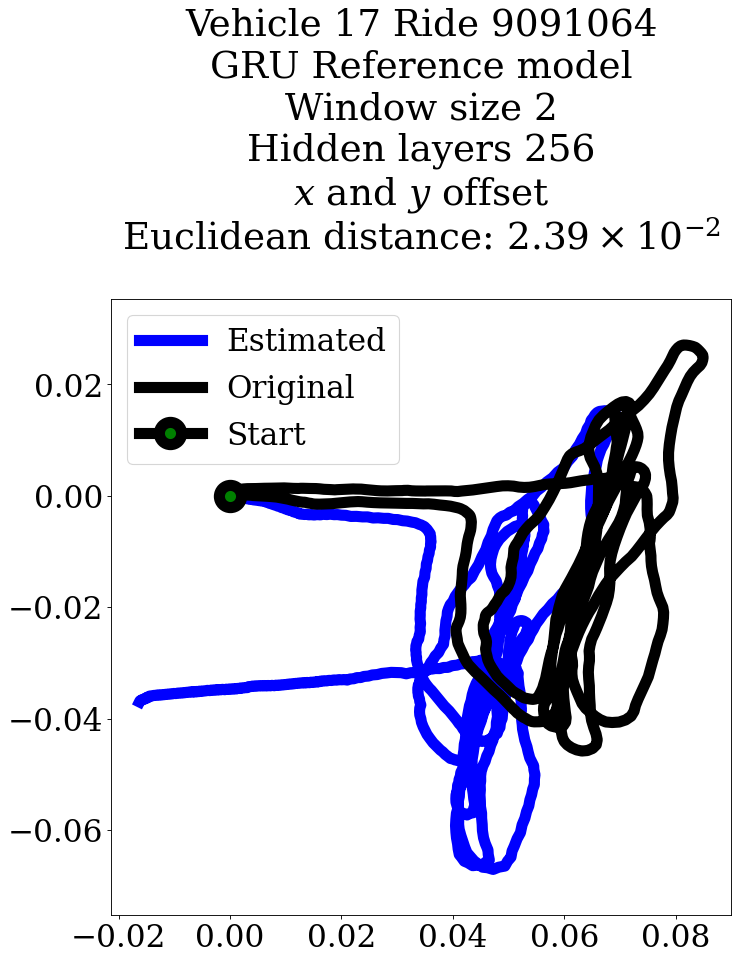 Vehicle 17 Ride 9091064
GRU Reference model
Window size 2
Hidden layers 256
x and y offset
Euclidean distance: 2.39 × 10⁻²
Estimated
Original
Start
0.02
0.00
−0.02
−0.04
−0.06
−0.02 0.00 0.02 0.04 0.06 0.08